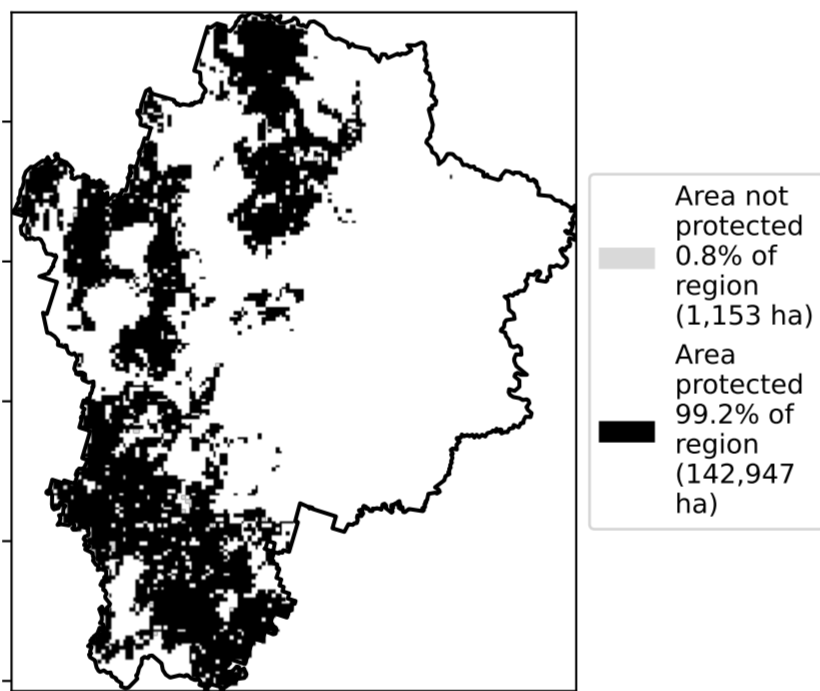 Area not
protected
0.8% of
region
(1,153 ha)
Area
protected
99.2% of
region
(142,947
ha)